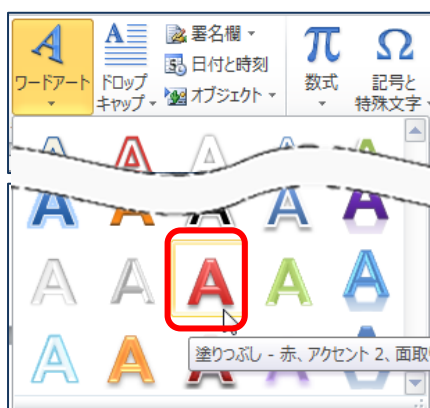 ワードアート
ドロップ
キャップ
署名欄
日付と時刻
オブジェクト
π
数式
Ω
記号と
特殊文字
A A A A A
A A A A A
A A A A A
A A A A A
塗りつぶし - 赤、アクセント 2、面取